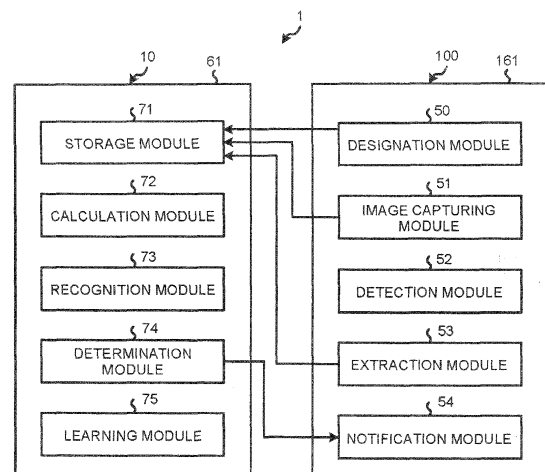 1
10
61
100
161
71
STORAGE MODULE
50
DESIGNATION MODULE
72
CALCULATION MODULE
51
IMAGE CAPTURING
MODULE
73
RECOGNITION MODULE
52
DETECTION MODULE
74
DETERMINATION
MODULE
53
EXTRACTION MODULE
75
LEARNING MODULE
54
NOTIFICATION MODULE